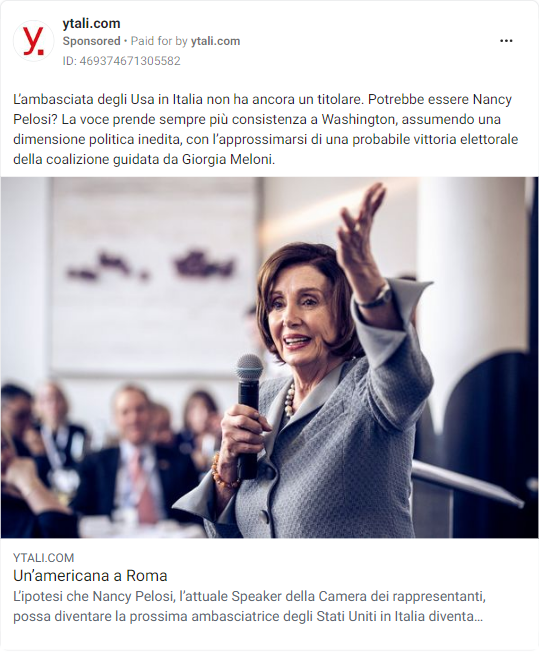 y.
ytali.com
Sponsored • Paid for by ytali.com
ID: 469374671305582
L'ambasciata degli Usa in Italia non ha ancora un titolare. Potrebbe essere Nancy
Pelosi? La voce prende sempre più consistenza a Washington, assumendo una
dimensione politica inedita, con l'approssimarsi di una probabile vittoria elettorale
della coalizione guidata da Giorgia Meloni.
YTALI.COM
Un'americana a Roma
L'ipotesi che Nancy Pelosi, l'attuale Speaker della Camera dei rappresentanti,
possa diventare la prossima ambasciatrice degli Stati Uniti in Italia diventa…